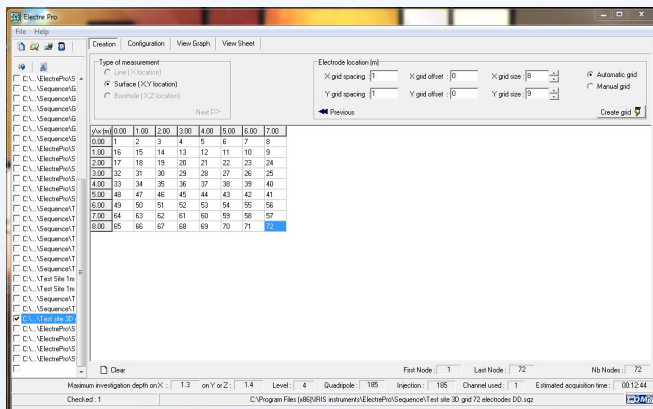 Electre Pro
File Help
Creation Configuration View Graph View Sheet
Type of measurement
Line (X location)
Surface (X,Y location)
Borehole (X,Z location)
Next
Electrode location (m)
X grid spacing : 1 X grid offset : 0 X grid size : 8
Y grid spacing : 1 Y grid offset : 0 Y grid size : 9
Automatic grid
Manual grid
Previous
Create grid
C:\...\ElectrePro\S
C:\...\Sequence\G
C:\...\Sequence\G
C:\...\Sequence\G
C:\...\Sequence\G
C:\...\Sequence\G
C:\...\Sequence\G
C:\...\ElectrePro\S
C:\...\ElectrePro\S
C:\...\ElectrePro\S
C:\...\ElectrePro\S
C:\...\ElectrePro\S
C:\...\ElectrePro\S
C:\...\Sequence\T
C:\...\Sequence\T
C:\...\Sequence\T
C:\...\Sequence\T
C:\...\Sequence\T
C:\...\Sequence\T
C:\...\Sequence\T
C:\...\Test Site 1m
C:\...\Test Site 1m
C:\...\Sequence\T
C:\...\Sequence\T
C:\...\Test site 3D
C:\...\ElectrePro\S
C:\...\ElectrePro\S
C:\...\ElectrePro\S
C:\...\ElectrePro\S
y\x (m) 0.00 1.00 2.00 3.00 4.00 5.00 6.00 7.00
0.00 1 2 3 4 5 6 7 8
1.00 16 15 14 13 12 11 10 9
2.00 17 18 19 20 21 22 23 24
3.00 32 31 30 29 28 27 26 25
4.00 33 34 35 36 37 38 39 40
5.00 48 47 46 45 44 43 42 41
6.00 49 50 51 52 53 54 55 56
7.00 64 63 62 61 60 59 58 57
8.00 65 66 67 68 69 70 71 72
Clear
First Node : 1 Last Node : 72 Nb Nodes : 72
Maximum investigation depth on X : 1.3 on Y or Z : 1.4 Level : 4 Quadripole : 185 Injection : 185 Channel used : 1 Estimated acquisition time : 00:12:44
Checked : 1 C:\Program Files (x86)\IRIS instruments\ElectrePro\Sequence\Test site 3D grid 72 electrodes DD.sqz